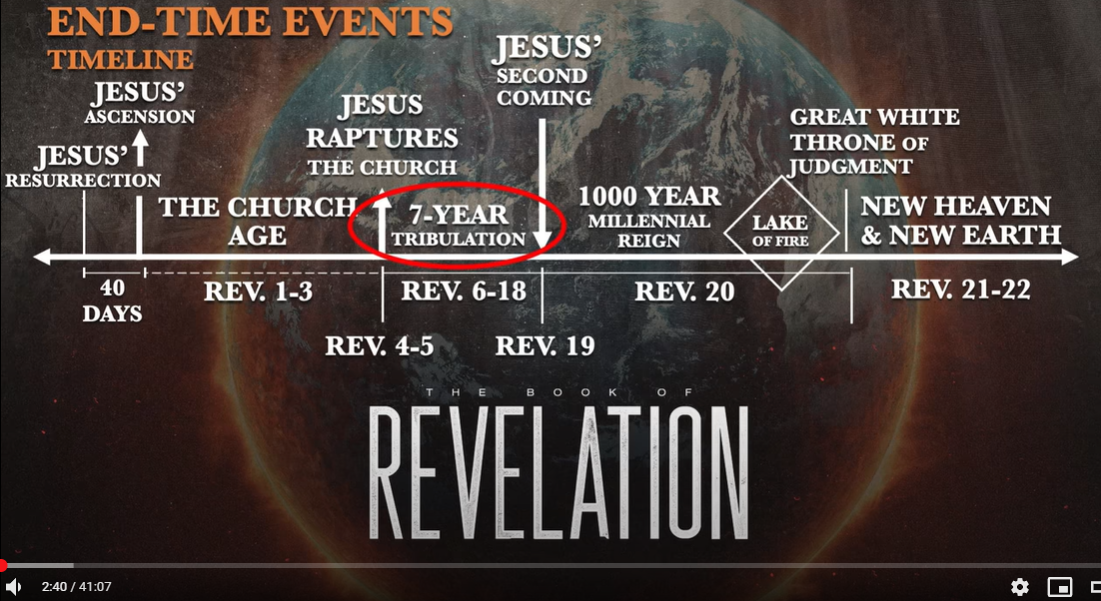 END-TIME EVENTS
TIMELINE
JESUS'
ASCENSION
JESUS'
RESURRECTION
THE CHURCH
AGE
JESUS
RAPTURES
THE CHURCH
7-YEAR
TRIBULATION
JESUS'
SECOND
COMING
1000 YEAR
MILLENNIAL
REIGN
LAKE
OF FIRE
GREAT WHITE
THRONE OF
JUDGMENT
NEW HEAVEN
& NEW EARTH
40
DAYS
REV. 1-3
REV. 4-5
REV. 6-18
REV. 19
REV. 20
REV. 21-22
THE BOOK OF
REVELATION
2:40 / 41:07